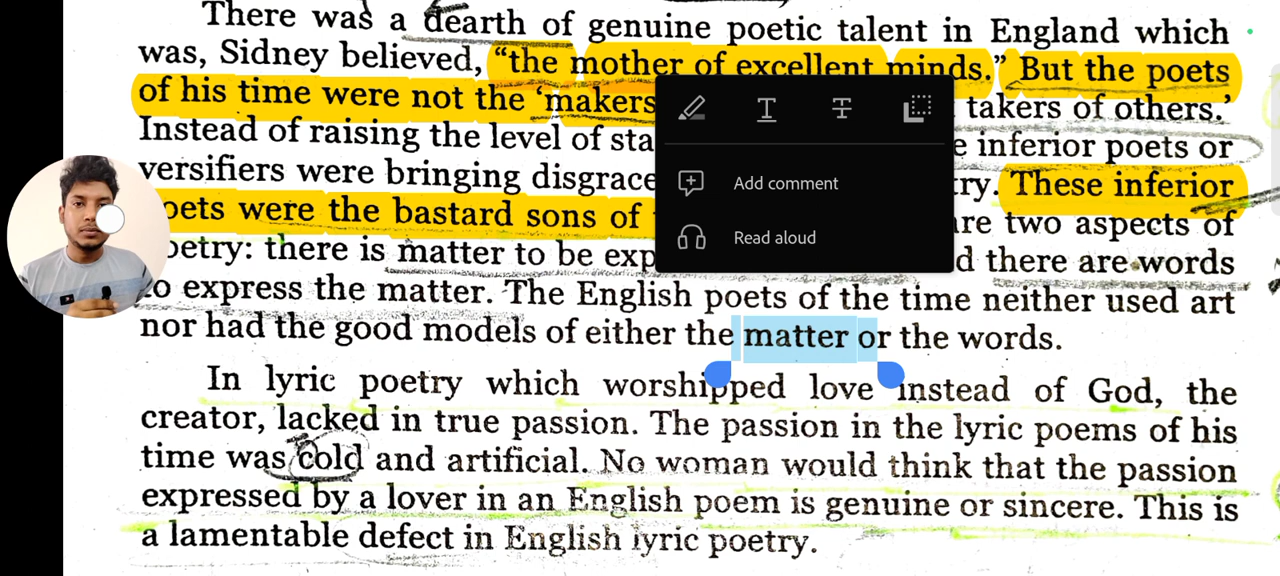 There was a dearth of genuine poetic talent in England which
was, Sidney believed, “the mother of excellent minds.” But the poets
of his time were not the ‘makers takers of others.’
Instead of raising the level of sta e inferior poets or
versifiers were bringing disgrace try. These inferior
poets were the bastard sons of are two aspects of
poetry: there is matter to be exp d there are words
to express the matter. The English poets of the time neither used art
nor had the good models of either the matter or the words.
In lyric poetry which worshipped love instead of God, the
creator, lacked in true passion. The passion in the lyric poems of his
time was cold and artificial. No woman would think that the passion
expressed by a lover in an English poem is genuine or sincere. This is
a lamentable defect in English lyric poetry.
T T
Add comment
Read aloud